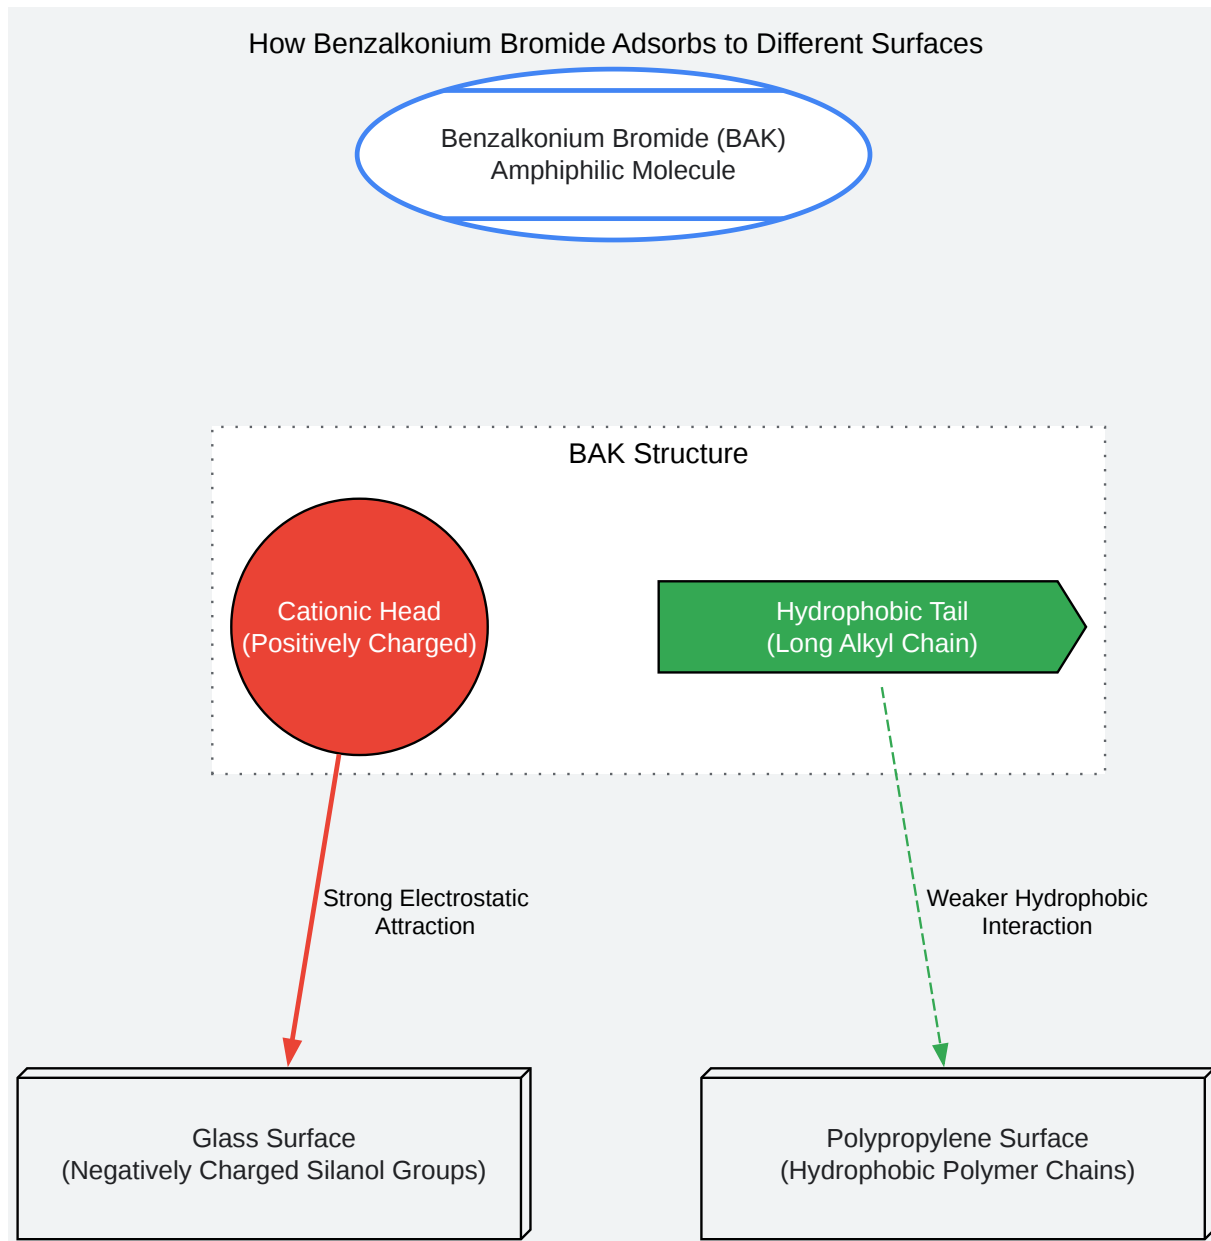 How Benzalkonium Bromide Adsorbs to Different Surfaces
Benzalkonium Bromide (BAK)
Amphiphilic Molecule
BAK Structure
Cationic Head
(Positively Charged)
Hydrophobic Tail
(Long Alkyl Chain)
Strong Electrostatic
Attraction
Weaker Hydrophobic
Interaction
Glass Surface
(Negatively Charged Silanol Groups)
Polypropylene Surface
(Hydrophobic Polymer Chains)